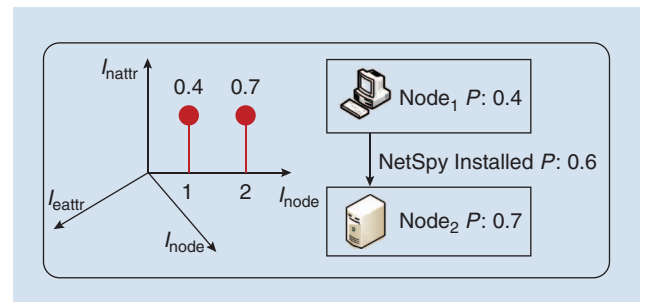 I_nattr
0.4 0.7
1 2
I_node
I_eattr
I_node
Node_1 P: 0.4
NetSpy Installed P: 0.6
Node_2 P: 0.7